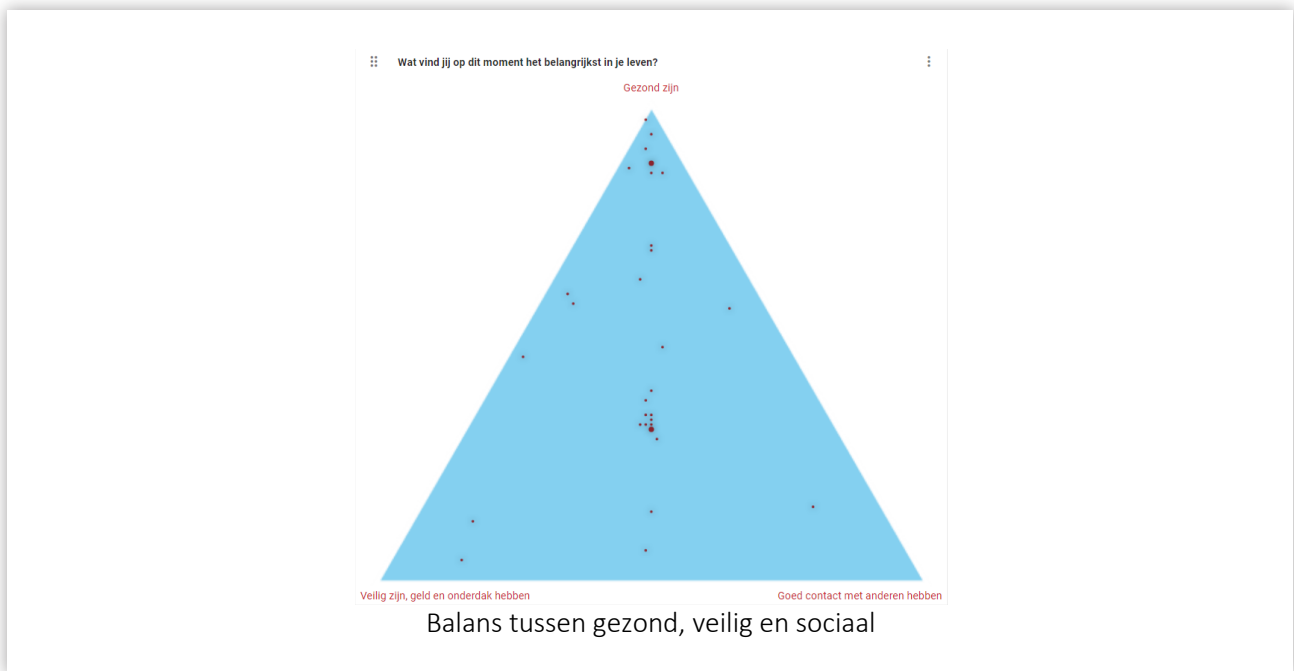 Wat vind jij op dit moment het belangrijkst in je leven?
Gezond zijn
Veilig zijn, geld en onderdak hebben
Goed contact met anderen hebben
Balans tussen gezond, veilig en sociaal